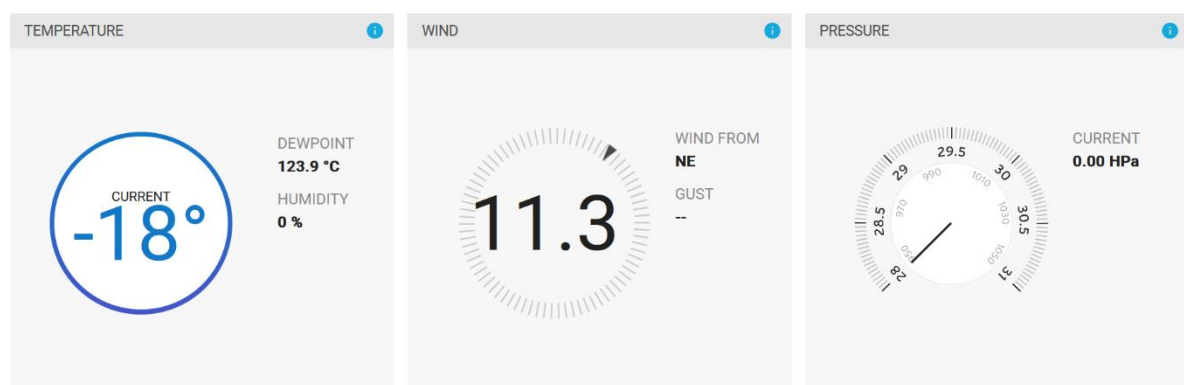 TEMPERATURE
CURRENT
-18°
DEWPOINT
123.9 °C
HUMIDITY
0 %
WIND
11.3
WIND FROM
NE
GUST
--
PRESSURE
28
28.5
29
29.5
30
30.5
31
950
970
990
1010
1030
1050
CURRENT
0.00 HPa